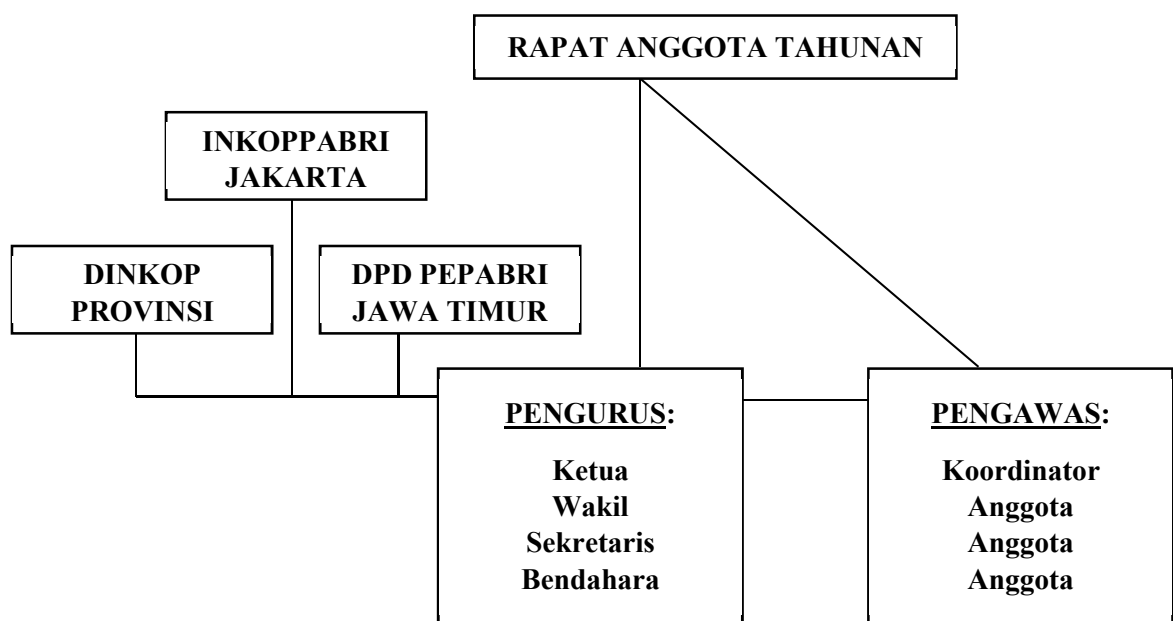 RAPAT ANGGOTA TAHUNAN
INKOPPABRI
JAKARTA
DINKOP
PROVINSI
DPD PEPABRI
JAWA TIMUR
PENGURUS:
Ketua
Wakil
Sekretaris
Bendahara
PENGAWAS:
Koordinator
Anggota
Anggota
Anggota